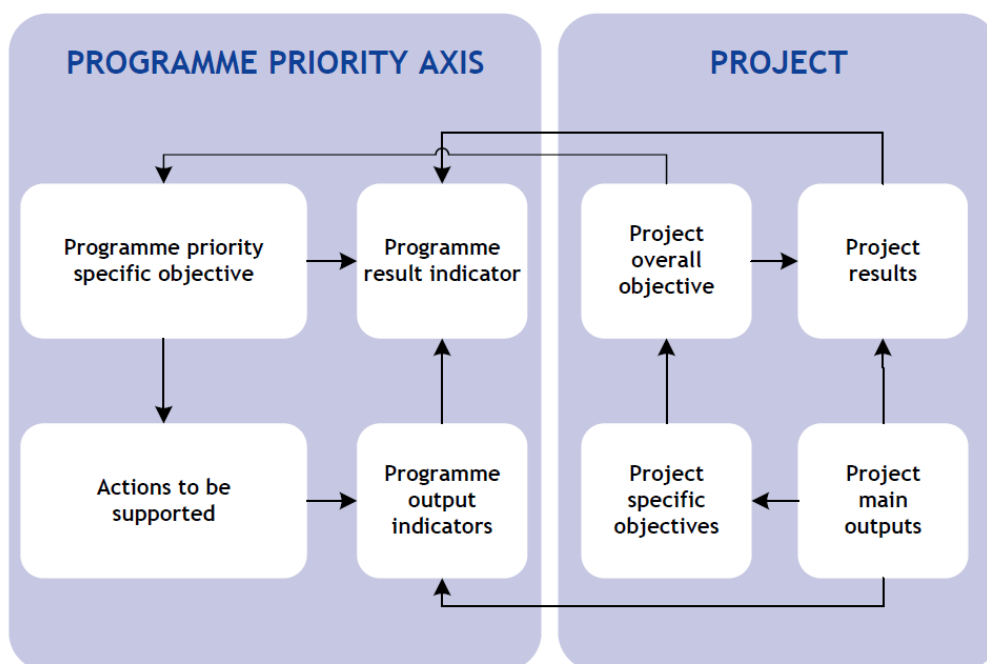 PROGRAMME PRIORITY AXIS
PROJECT
Programme priority
specific objective
Programme
result indicator
Project
overall
objective
Project
results
Actions to be
supported
Programme
output
indicators
Project
specific
objectives
Project
main
outputs